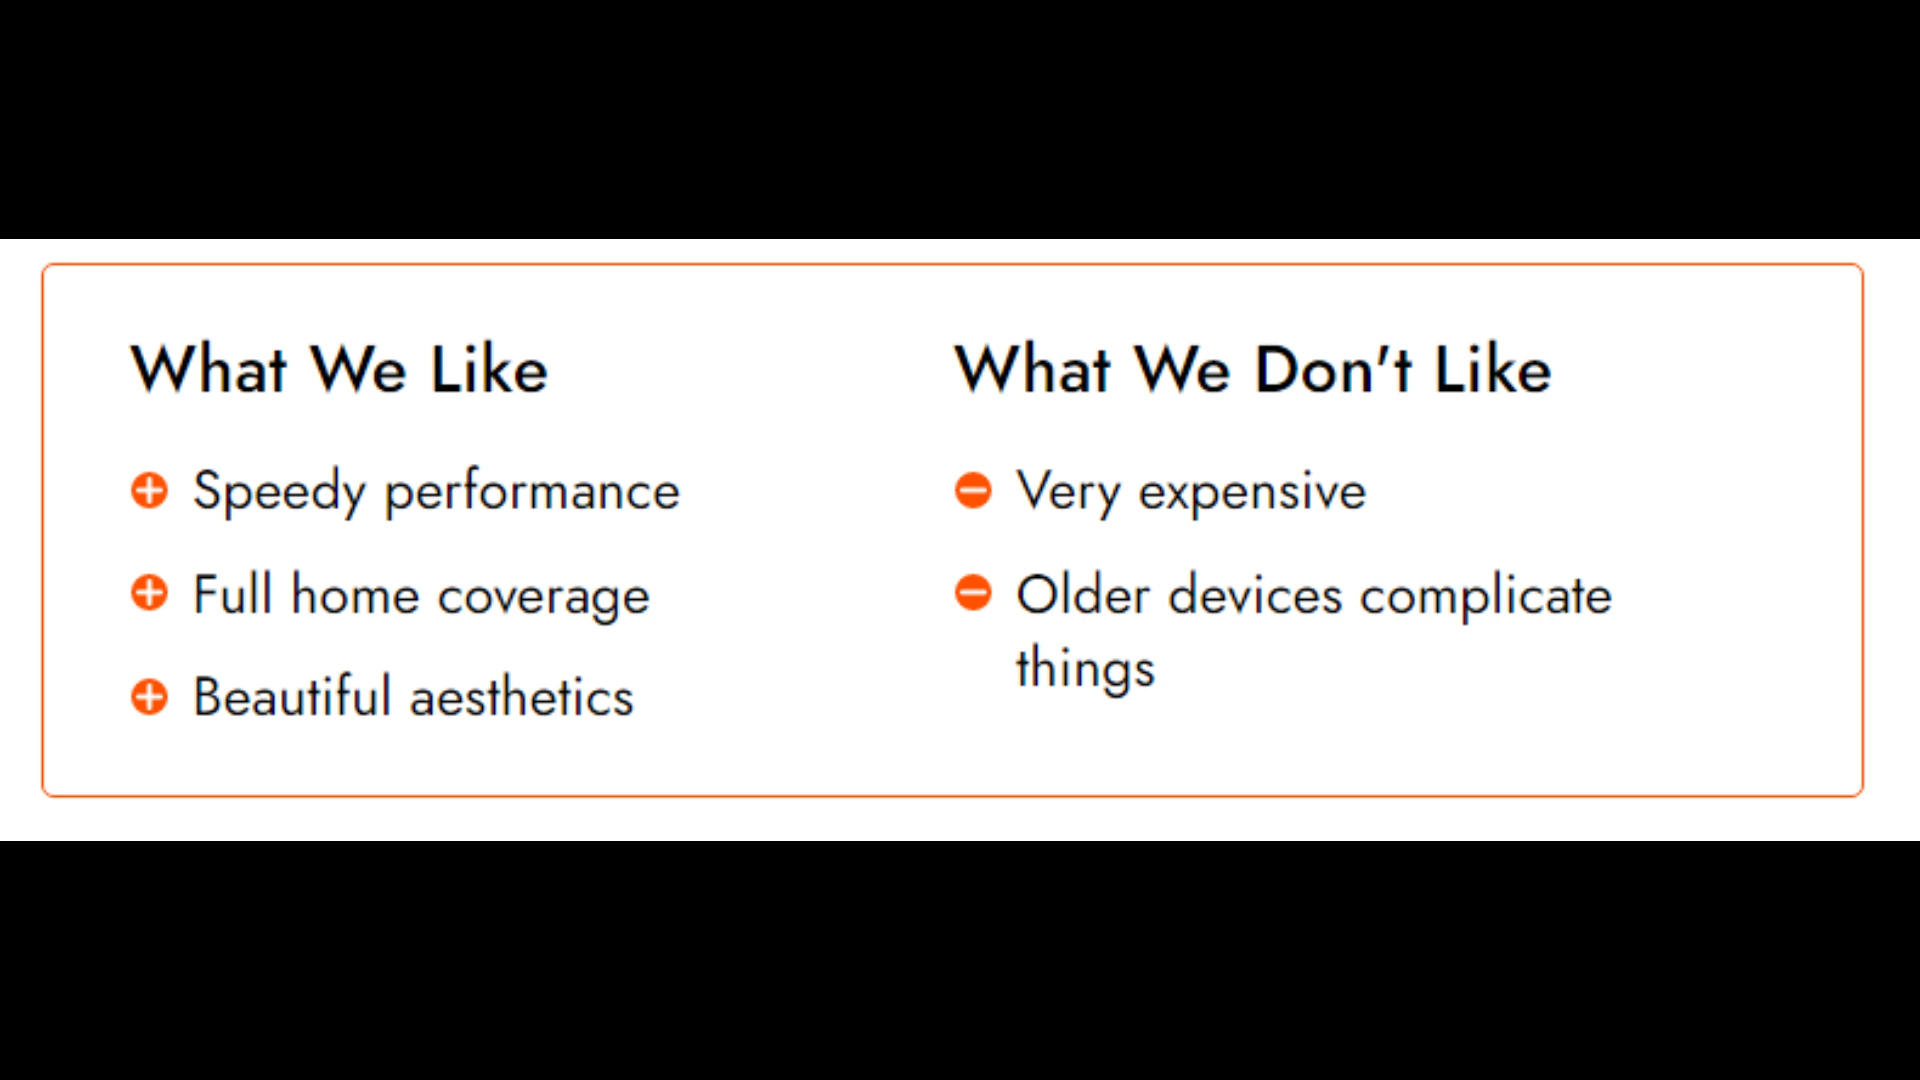 What We Like
Speedy performance
Full home coverage
Beautiful aesthetics
What We Don't Like
Very expensive
Older devices complicate
things